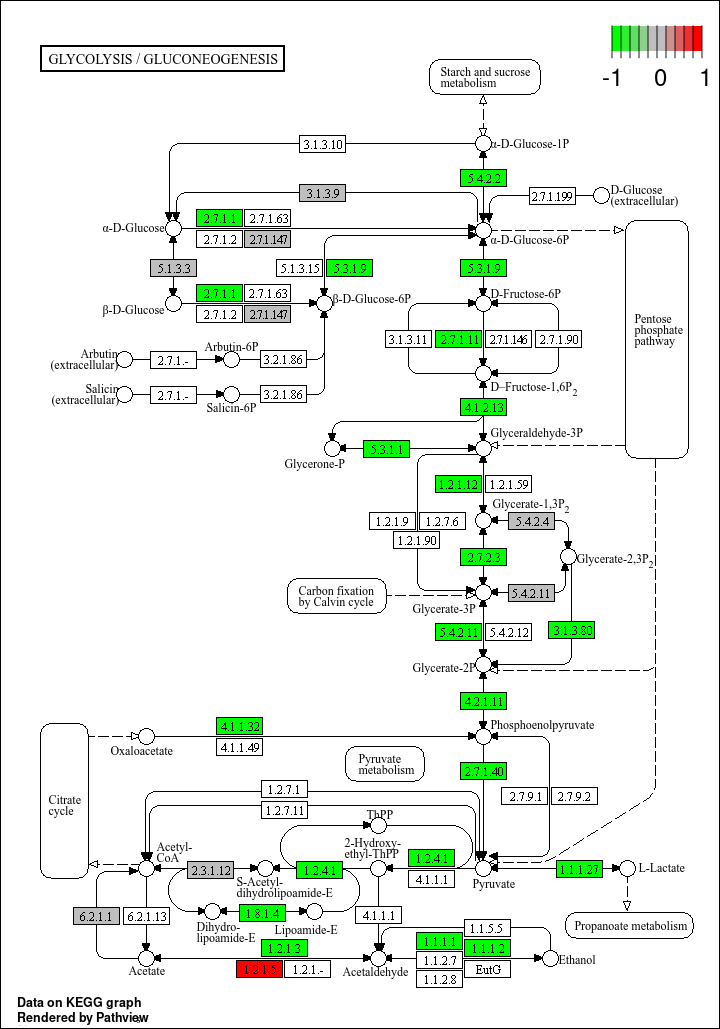 GLYCOLYSIS / GLUCONEOGENESIS
-1 0 1
Starch and sucrose
metabolism
3.1.3.10
α-D-Glucose-1P
5.4.2.2
3.1.3.9
2.7.1.199
D-Glucose
(extracellular)
α-D-Glucose
2.7.1.1
2.7.1.63
2.7.1.2
2.7.1.147
α-D-Glucose-6P
5.1.3.3
5.1.3.15
5.3.1.9
5.3.1.9
β-D-Glucose
2.7.1.1
2.7.1.63
2.7.1.2
2.7.1.147
β-D-Glucose-6P
D-Fructose-6P
Pentose
phosphate
pathway
3.1.3.11
2.7.1.11
2.7.1.146
2.7.1.90
Arbutin
(extracellular)
2.7.1.-
Arbutin-6P
3.2.1.86
Salicin
(extracellular)
2.7.1.-
Salicin-6P
3.2.1.86
D-Fructose-1,6P2
4.1.2.13
Glyceraldehyde-3P
5.3.1.1
Glycerone-P
1.2.1.12
1.2.1.59
Glycerate-1,3P2
1.2.1.9
1.2.7.6
1.2.1.90
5.4.2.4
2.7.2.3
Glycerate-2,3P2
Carbon fixation
by Calvin cycle
5.4.2.11
Glycerate-3P
5.4.2.11
5.4.2.12
3.1.3.80
Glycerate-2P
4.2.1.11
4.1.1.32
Phosphoenolpyruvate
Oxaloacetate
4.1.1.49
Pyruvate
metabolism
2.7.1.40
Citrate
cycle
1.2.7.1
1.2.7.11
2.7.9.1
2.7.9.2
ThPP
Acetyl-
CoA
2-Hydroxy-
ethyl-ThPP
2.3.1.12
S-Acetyl-
dihydrolipoamide-E
1.2.4.1
1.2.4.1
4.1.1.1
Pyruvate
1.1.1.27
L-Lactate
6.2.1.1
6.2.1.13
1.8.1.4
Dihydro-
lipoamide-E
Lipoamide-E
4.1.1.1
Propanoate metabolism
1.2.1.3
1.1.5.5
1.1.1.1
1.1.1.2
1.1.2.7
Acetate
1.2.1.5
1.2.1.-
Acetaldehyde
EutG
1.1.2.8
Ethanol
Data on KEGG graph
Rendered by Pathview